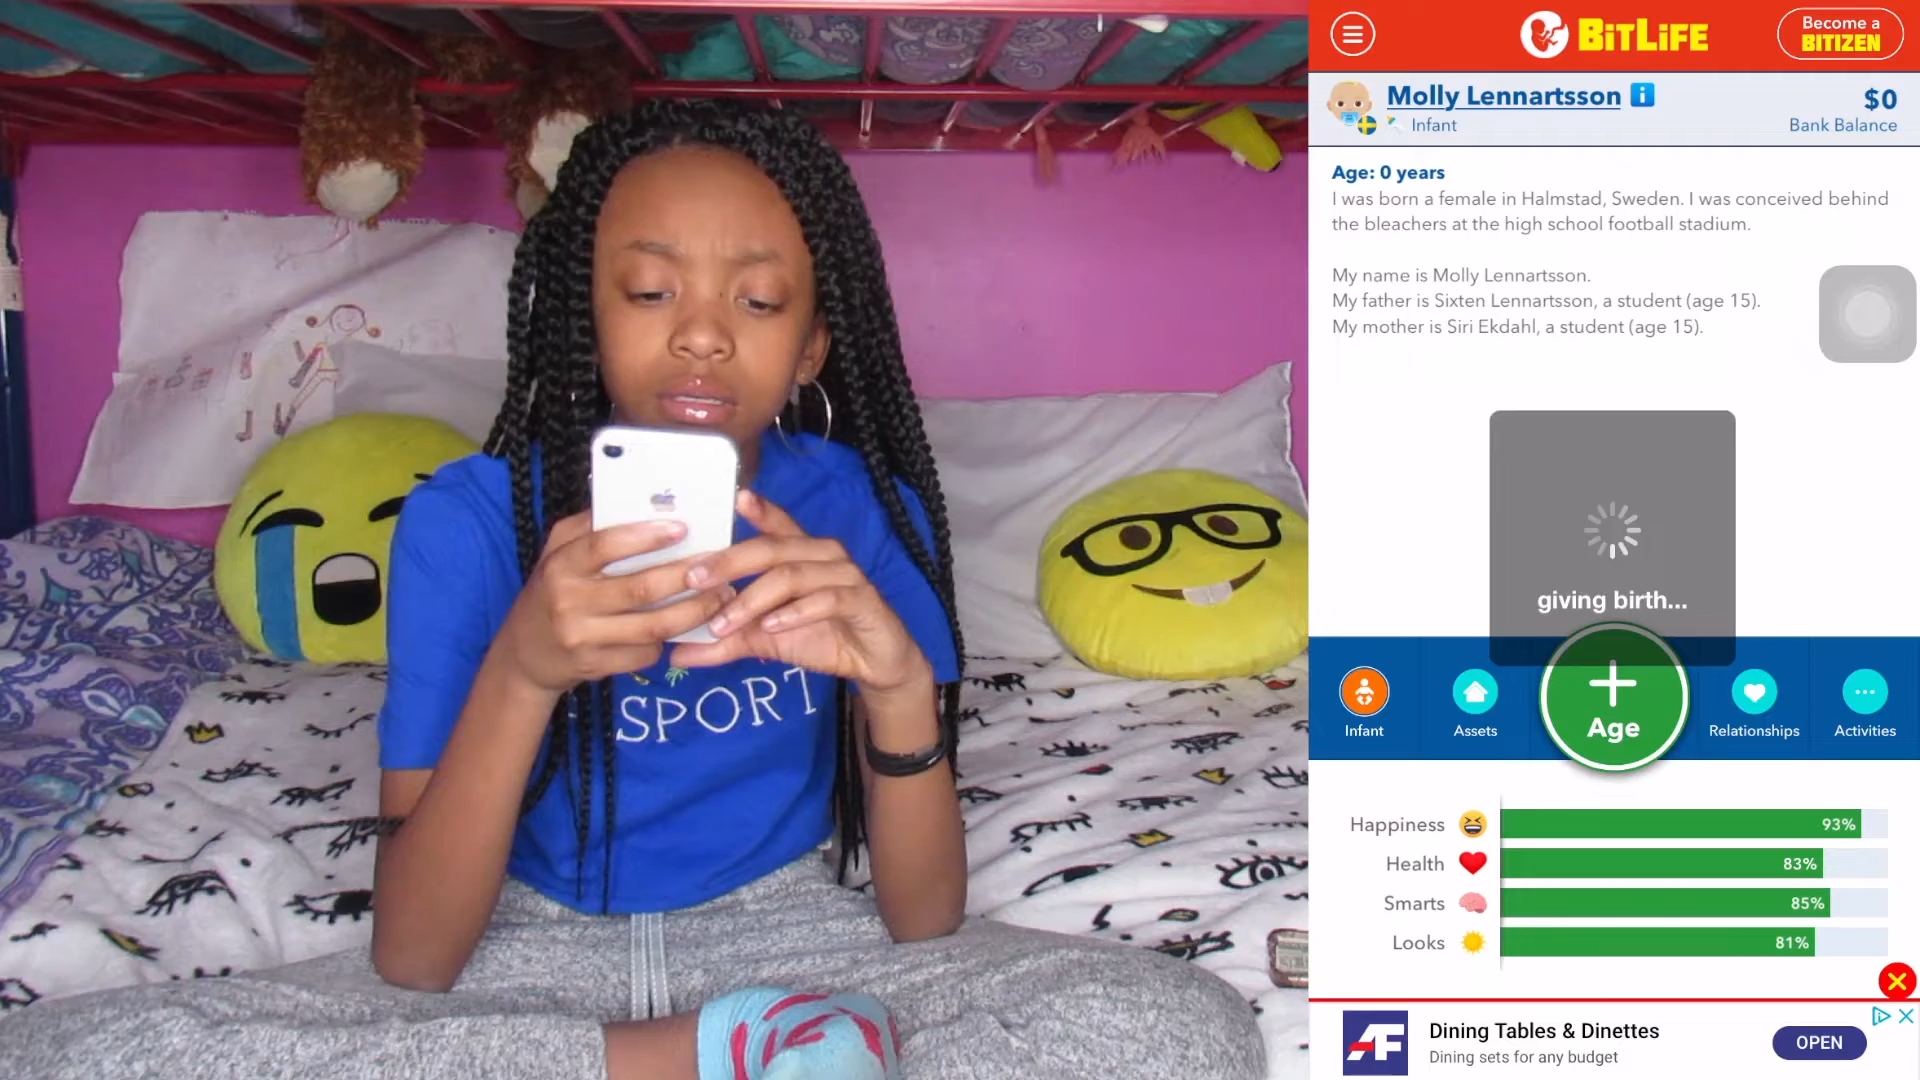 BITLIFE
Become a
BITIZEN
Molly Lennartsson
$0
Infant
Bank Balance
Age: 0 years
I was born a female in Halmstad, Sweden. I was conceived behind
the bleachers at the high school football stadium.
My name is Molly Lennartsson.
My father is Sixten Lennartsson, a student (age 15).
My mother is Siri Ekdahl, a student (age 15).
giving birth...
SPORT
Infant
Assets
Age
Relationships
Activities
Happiness
93%
Health
83%
Smarts
85%
Looks
81%
AF
Dining Tables & Dinettes
Dining sets for any budget
OPEN